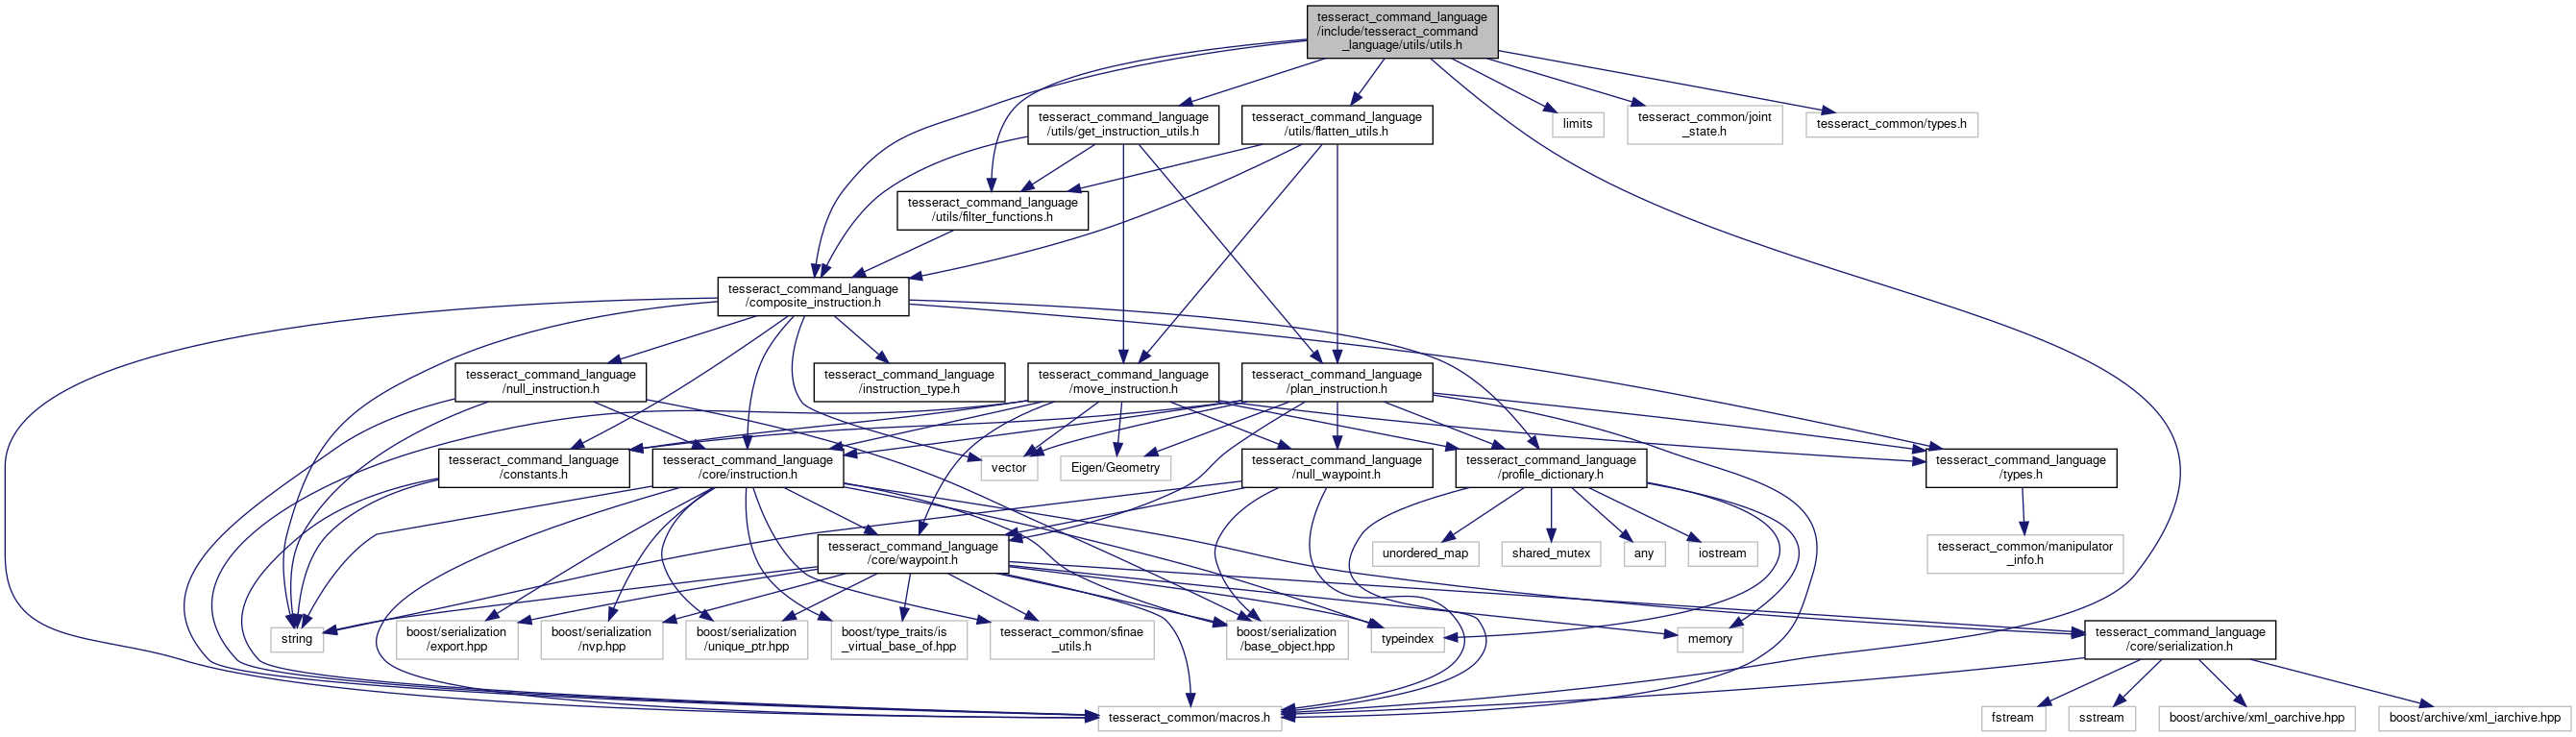 tesseract_command_language
/include/tesseract_command
_language/utils/utils.h
tesseract_command_language
/utils/get_instruction_utils.h
tesseract_command_language
/utils/flatten_utils.h
limits
tesseract_common/joint
_state.h
tesseract_common/types.h
tesseract_command_language
/utils/filter_functions.h
tesseract_command_language
/composite_instruction.h
tesseract_command_language
/null_instruction.h
tesseract_command_language
/instruction_type.h
tesseract_command_language
/move_instruction.h
tesseract_command_language
/plan_instruction.h
tesseract_command_language
/constants.h
tesseract_command_language
/core/instruction.h
vector
Eigen/Geometry
tesseract_command_language
/null_waypoint.h
tesseract_command_language
/profile_dictionary.h
tesseract_command_language
/types.h
tesseract_command_language
/core/waypoint.h
unordered_map
shared_mutex
any
iostream
tesseract_common/manipulator
_info.h
string
boost/serialization
/export.hpp
boost/serialization
/nvp.hpp
boost/serialization
/unique_ptr.hpp
boost/type_traits/is
_virtual_base_of.hpp
tesseract_common/sfinae
_utils.h
boost/serialization
/base_object.hpp
typeindex
memory
tesseract_command_language
/core/serialization.h
tesseract_common/macros.h
fstream
sstream
boost/archive/xml_oarchive.hpp
boost/archive/xml_iarchive.hpp